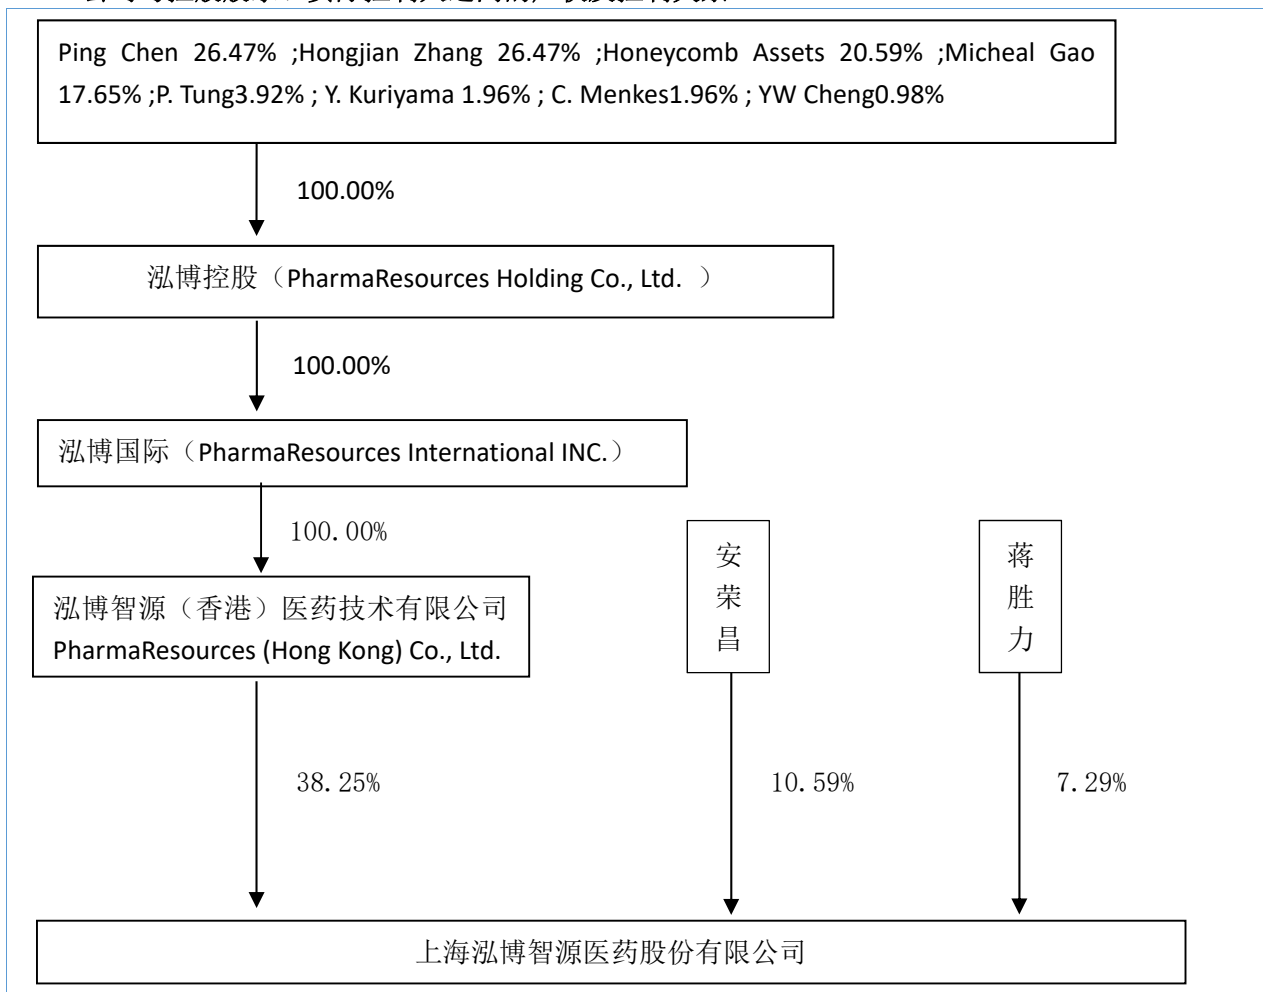 Ping Chen 26.47% ;Hongjian Zhang 26.47% ;Honeycomb Assets 20.59% ;Micheal Gao
17.65% ;P. Tung3.92% ; Y. Kuriyama 1.96% ; C. Menkes1.96% ; YW Cheng0.98%
100.00%
泓博控股（PharmaResources Holding Co., Ltd. ）
100.00%
泓博国际（PharmaResources International INC.）
100.00%
泓博智源（香港）医药技术有限公司
PharmaResources (Hong Kong) Co., Ltd.
安
荣
昌
蒋
胜
力
38.25%
10.59%
7.29%
上海泓博智源医药股份有限公司